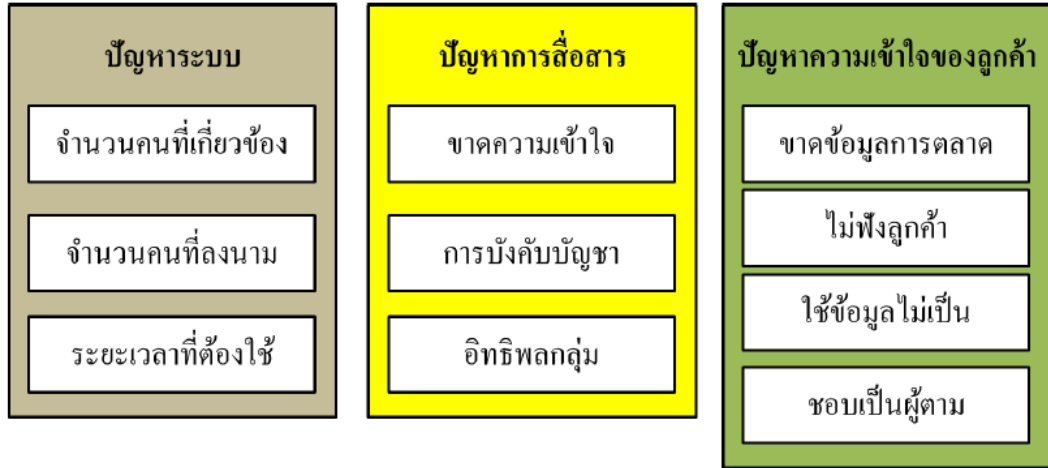 ปัญหาระบบ
จำนวนคนที่เกี่ยวข้อง
จำนวนคนที่ลงนาม
ระยะเวลาที่ต้องใช้
ปัญหาการสื่อสาร
ขาดความเข้าใจ
การบังคับบัญชา
อิทธิพลกลุ่ม
ปัญหาความเข้าใจของลูกค้า
ขาดข้อมูลการตลาด
ไม่ฟังลูกค้า
ใช้ข้อมูลไม่เป็น
ชอบเป็นผู้ตาม